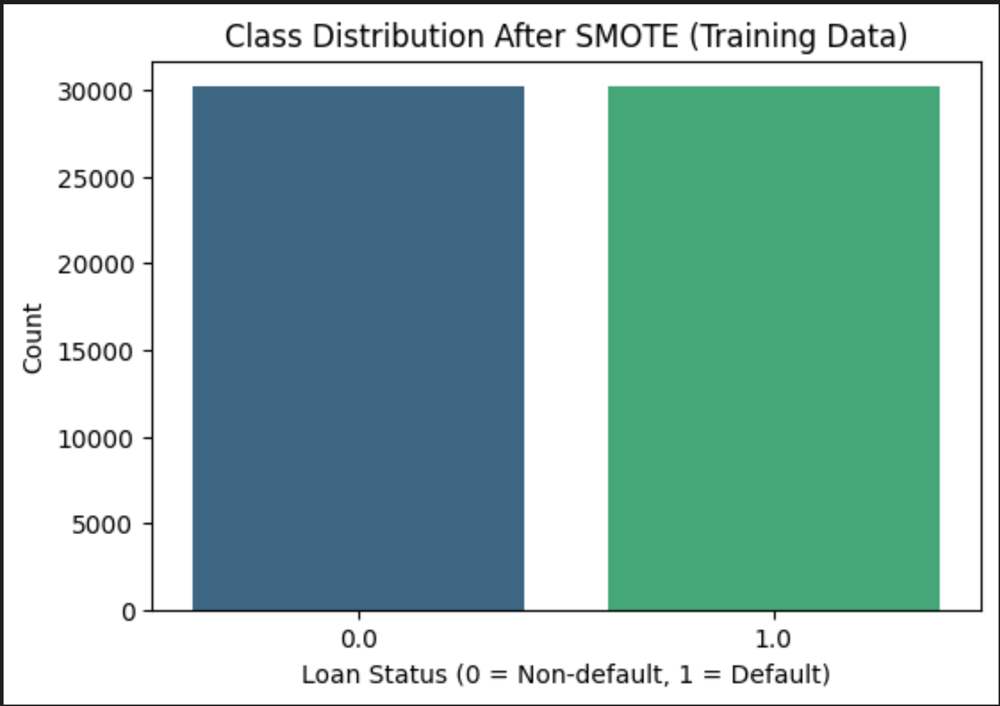 Class Distribution After SMOTE (Training Data)
30000
25000
20000
15000
10000
5000
0
Count
0.0 1.0
Loan Status (0 = Non-default, 1 = Default)